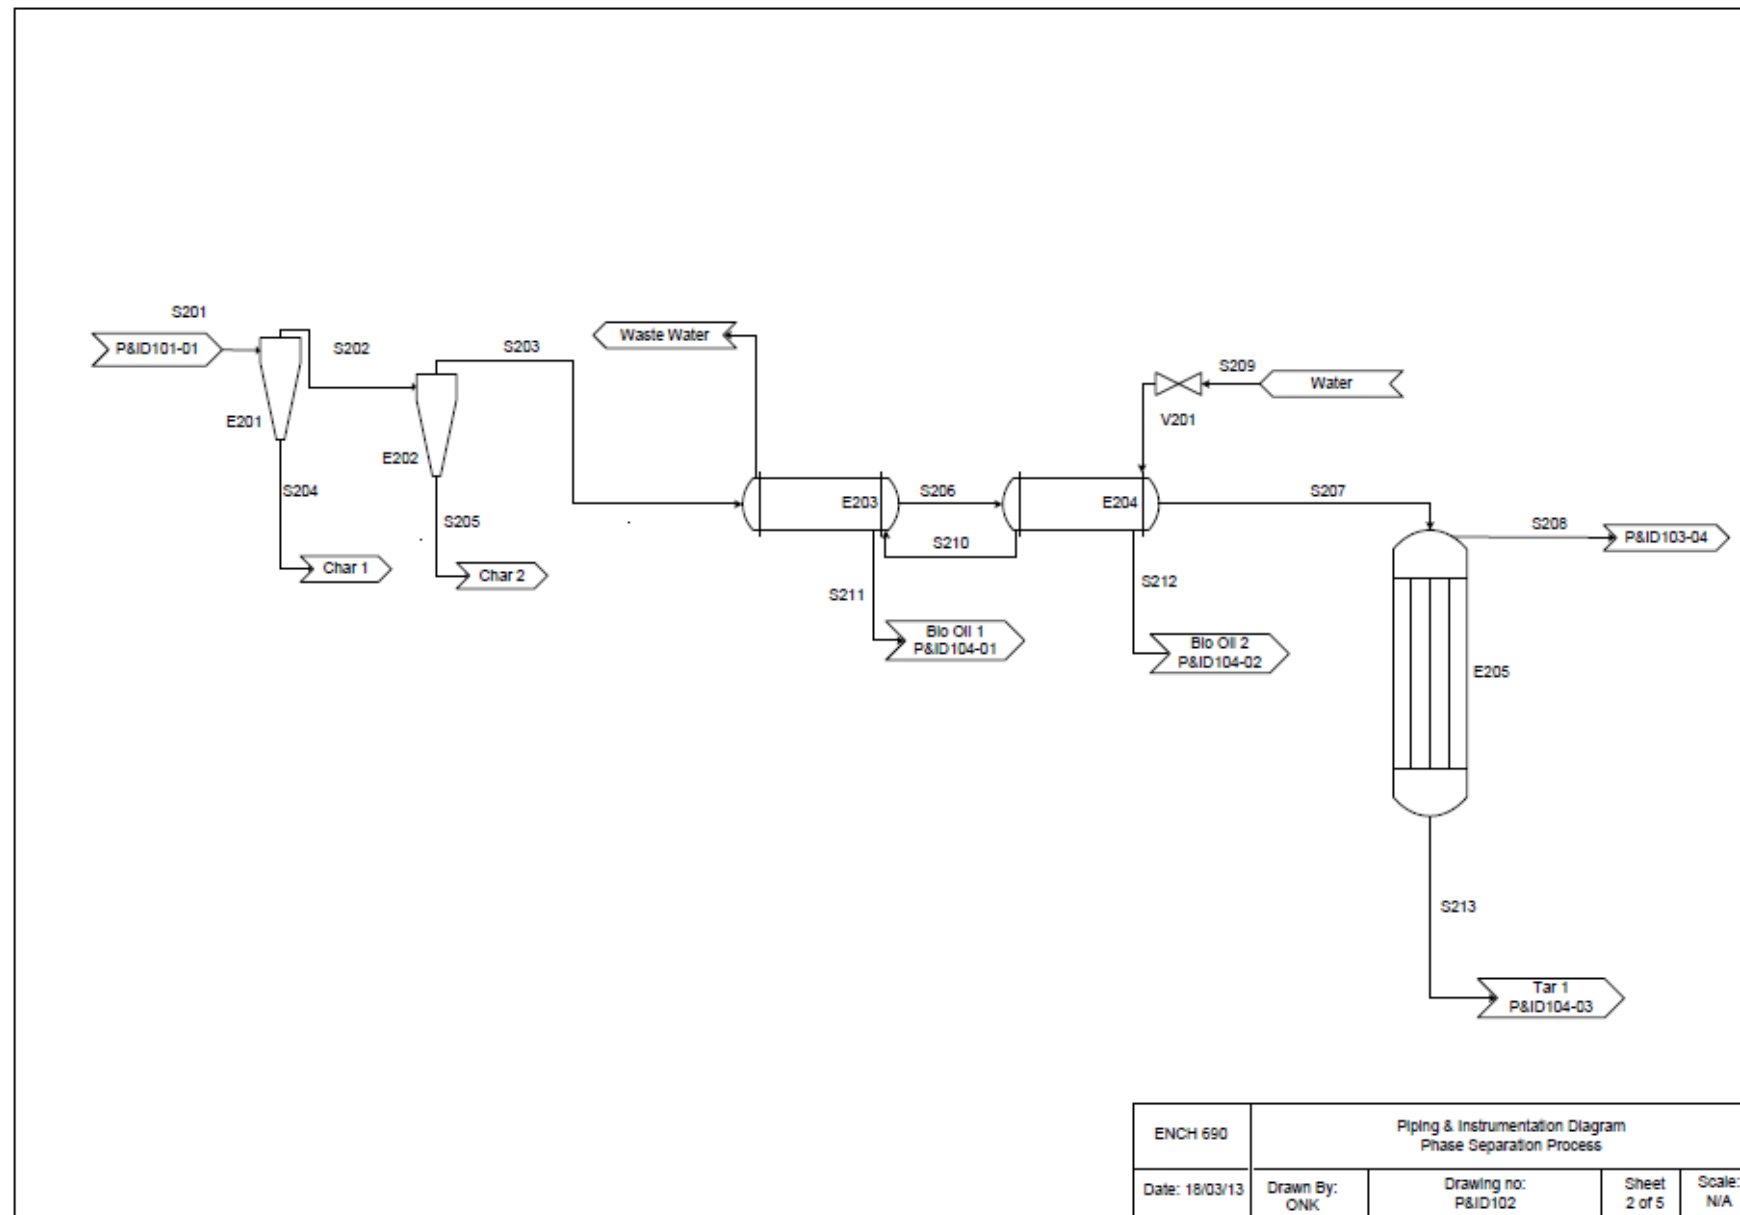 S201
P&ID101-01
S202
S203
E201
E202
S204
S205
Char 1
Char 2
Waste Water
S209
Water
V201
E203
S206
E204
S207
S210
S208
P&ID103-04
S211
S212
Bio Oil 1
P&ID104-01
Bio Oil 2
P&ID104-02
E205
S213
Tar 1
P&ID104-03
ENCH 690
Piping & Instrumentation Diagram
Phase Separation Process
Date: 18/03/13
Drawn By:
ONK
Drawing no:
P&ID102
Sheet
2 of 5
Scale:
N/A